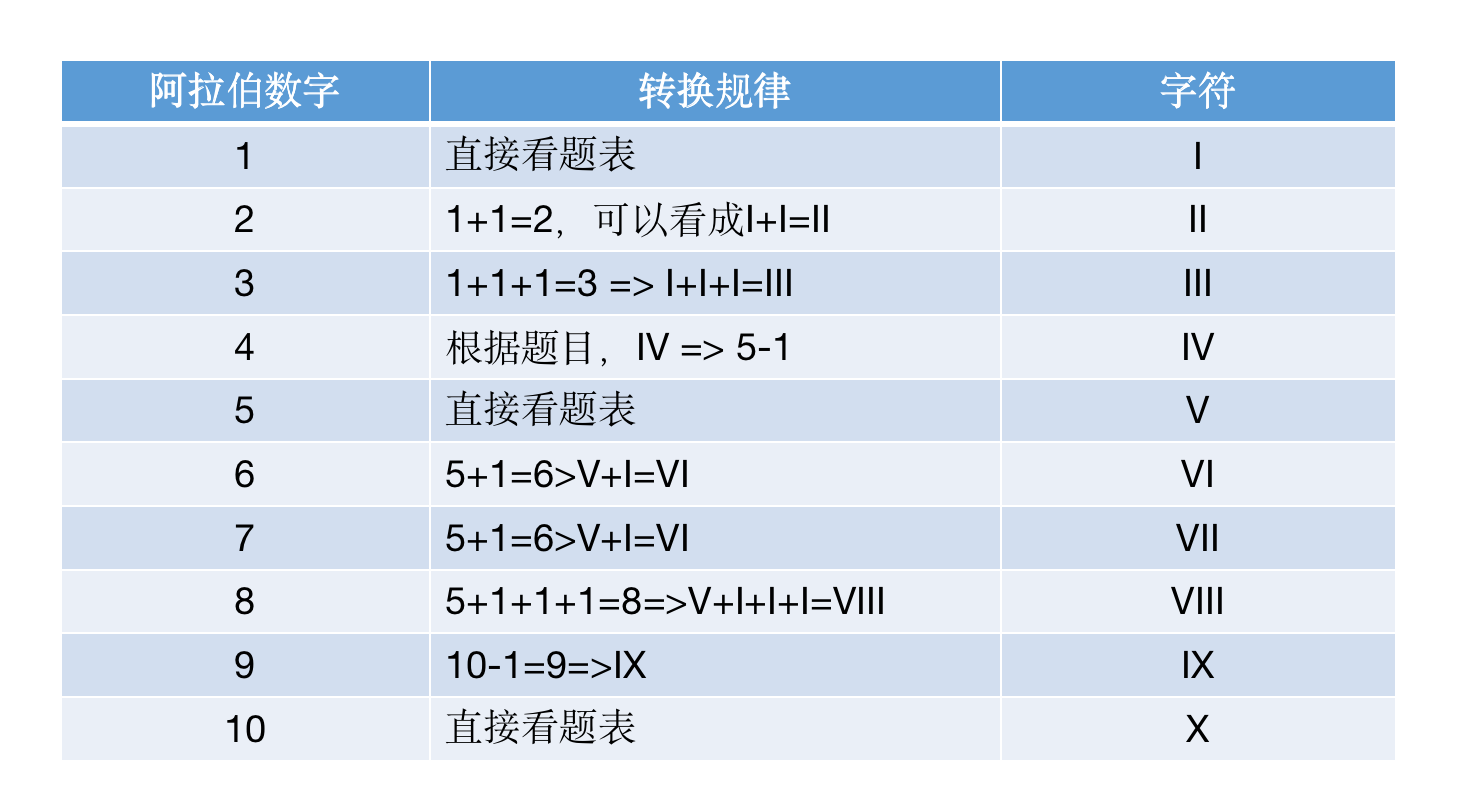 阿拉伯数字 转换规律 字符
1 直接看题表 I
2 1+1=2，可以看成I+I=II II
3 1+1+1=3 => I+I+I=III III
4 根据题目，IV => 5-1 IV
5 直接看题表 V
6 5+1=6>V+I=VI VI
7 5+1=6>V+I=VI VII
8 5+1+1+1=8=>V+I+I+I=VIII VIII
9 10-1=9=>IX IX
10 直接看题表 X